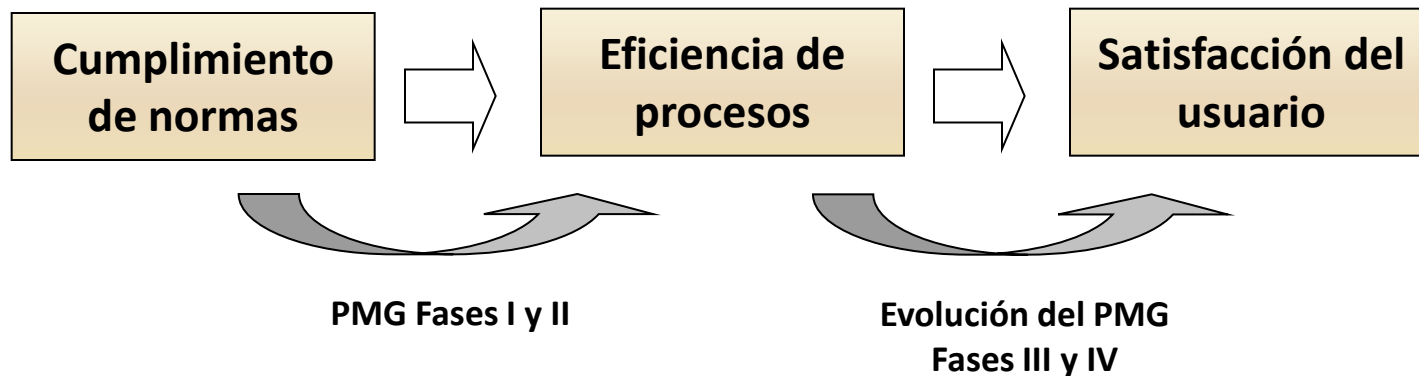 Cumplimiento
de normas
Eficiencia de
procesos
Satisfacción del
usuario
PMG Fases I y II
Evolución del PMG
Fases III y IV